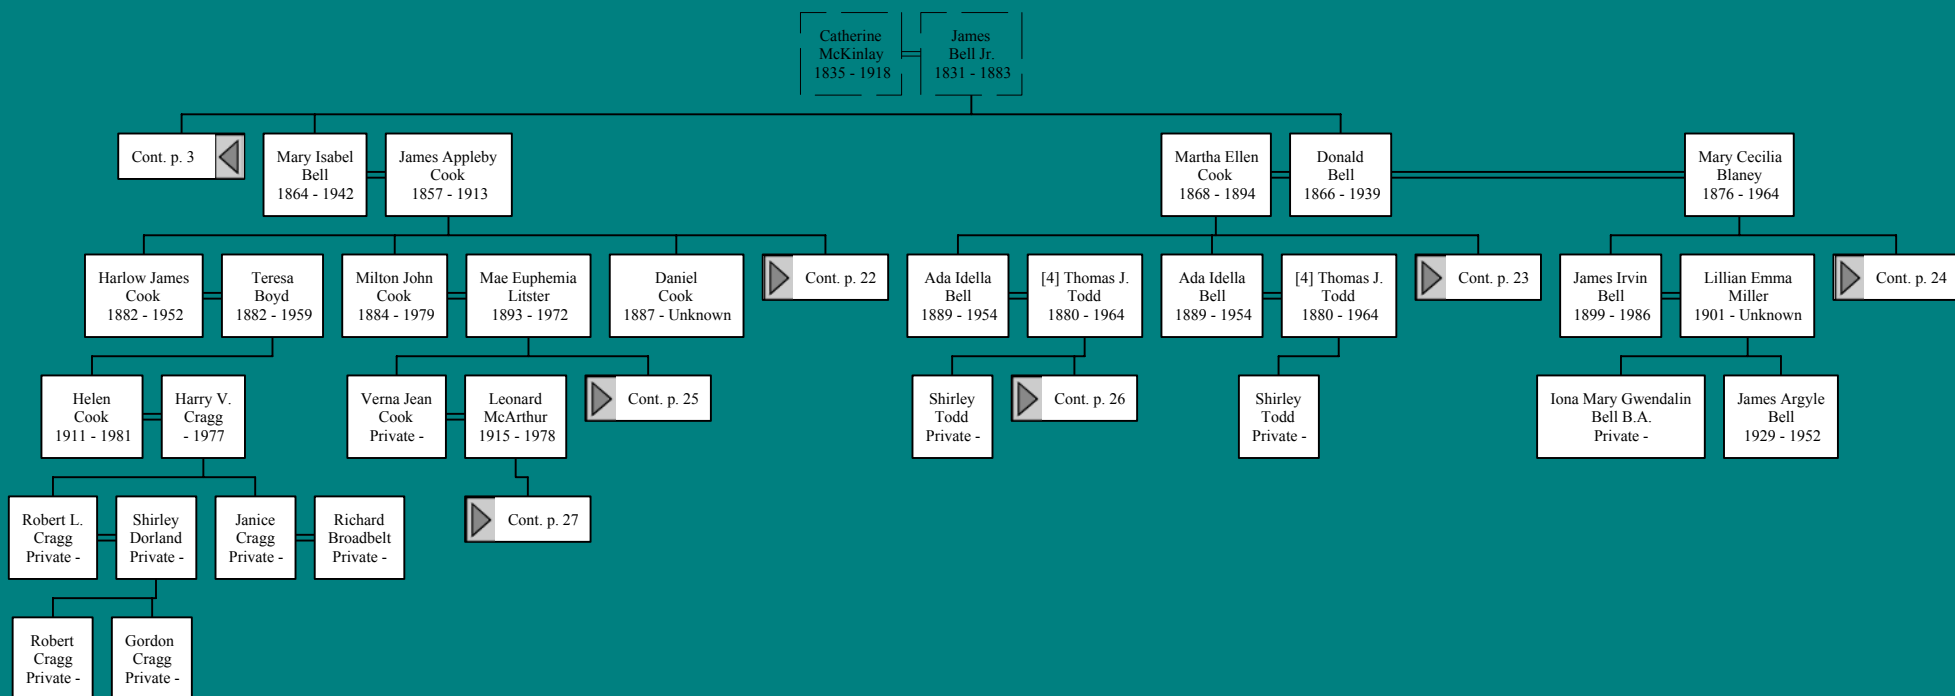 Catherine
McKinlay
1835 - 1918
James
Bell Jr.
1831 - 1883
Cont. p. 3
Mary Isabel
Bell
1864 - 1942
James Appleby
Cook
1857 - 1913
Martha Ellen
Cook
1868 - 1894
Donald
Bell
1866 - 1939
Mary Cecilia
Blaney
1876 - 1964
Harlow James
Cook
1882 - 1952
Teresa
Boyd
1882 - 1959
Milton John
Cook
1884 - 1979
Mae Euphemia
Litster
1893 - 1972
Daniel
Cook
1887 - Unknown
Cont. p. 22
Ada Idella
Bell
1889 - 1954
[4] Thomas J.
Todd
1880 - 1964
Ada Idella
Bell
1889 - 1954
[4] Thomas J.
Todd
1880 - 1964
Cont. p. 23
James Irvin
Bell
1899 - 1986
Lillian Emma
Miller
1901 - Unknown
Cont. p. 24
Helen
Cook
1911 - 1981
Harry V.
Cragg
- 1977
Verna Jean
Cook
Private -
Leonard
McArthur
1915 - 1978
Cont. p. 25
Shirley
Todd
Private -
Cont. p. 26
Shirley
Todd
Private -
Iona Mary Gwendalin
Bell B.A.
Private -
James Argyle
Bell
1929 - 1952
Robert L.
Cragg
Private -
Shirley
Dorland
Private -
Janice
Cragg
Private -
Richard
Broadbelt
Private -
Cont. p. 27
Robert
Cragg
Private -
Gordon
Cragg
Private -